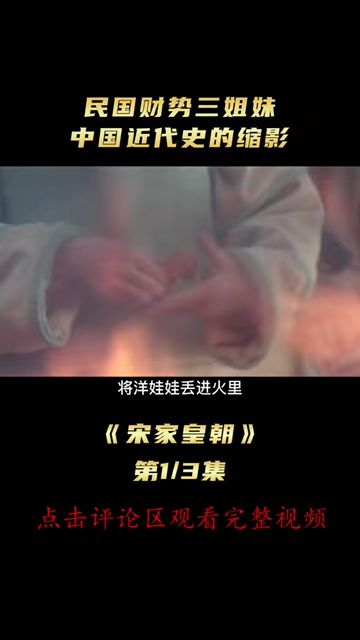 民国财势三姐妹
中国近代史的缩影
将洋娃娃丢进火里
《宋家皇朝》
第1/3集
点击评论区观看完整视频